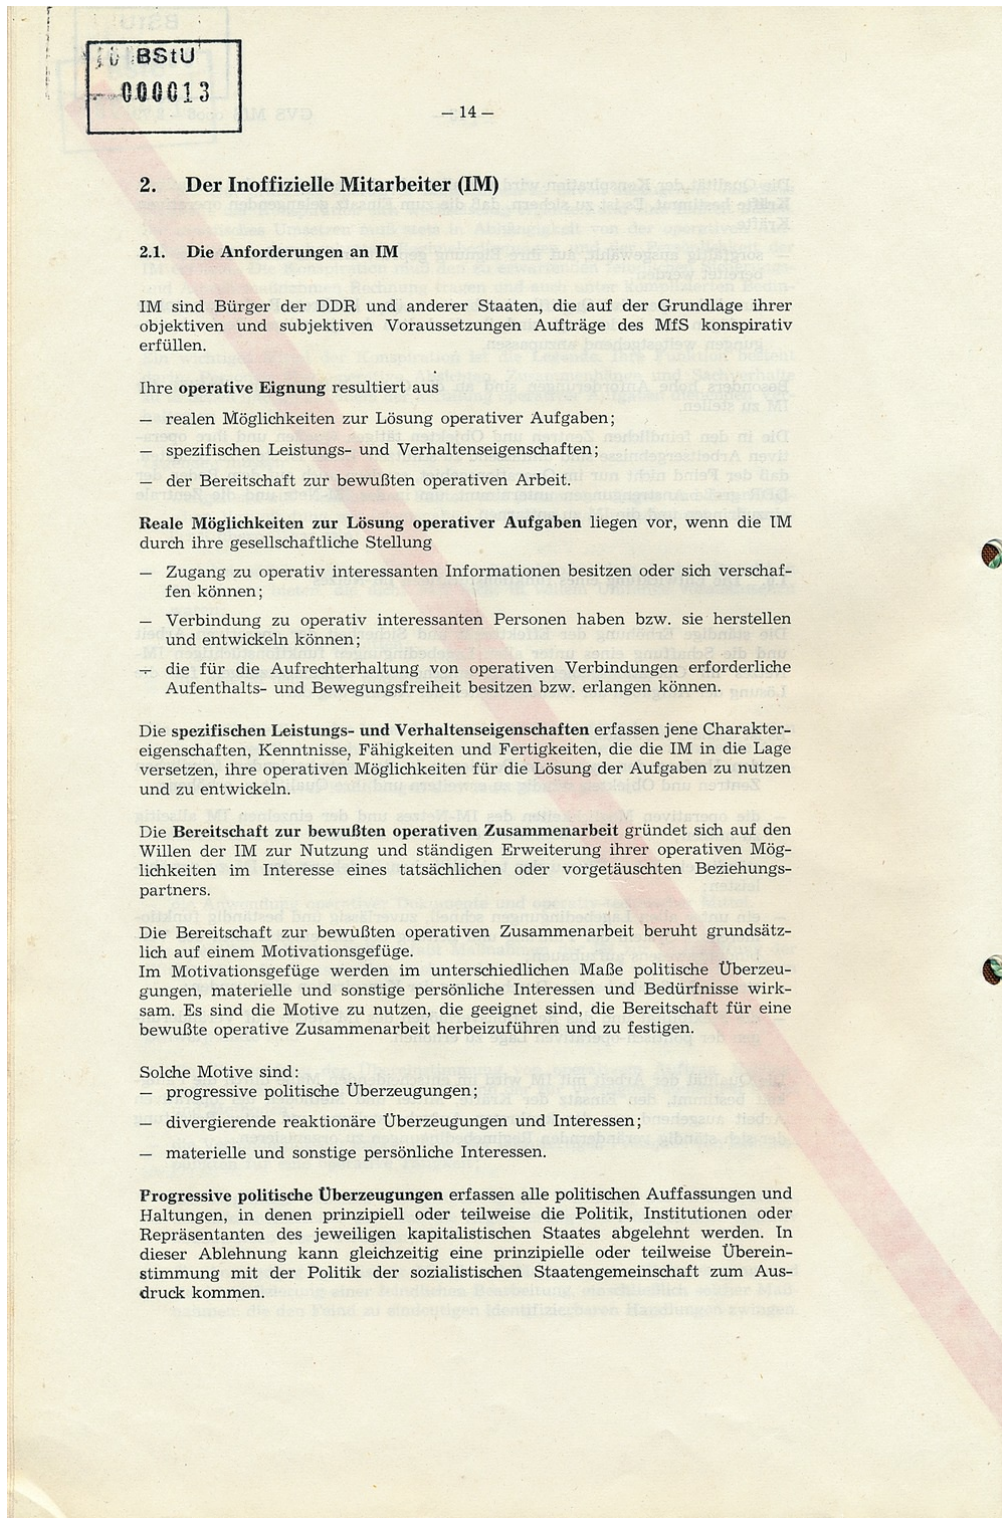 BStU
000013
— 14 —
2. Der Inoffizielle Mitarbeiter (IM)
2.1. Die Anforderungen an IM
IM sind Bürger der DDR und anderer Staaten, die auf der Grundlage ihrer
objektiven und subjektiven Voraussetzungen Aufträge des MfS konspirativ
erfüllen.
Ihre operative Eignung resultiert aus
— realen Möglichkeiten zur Lösung operativer Aufgaben;
— spezifischen Leistungs- und Verhaltenseigenschaften;
— der Bereitschaft zur bewußten operativen Arbeit.
Reale Möglichkeiten zur Lösung operativer Aufgaben liegen vor, wenn die IM
durch ihre gesellschaftliche Stellung
— Zugang zu operativ interessanten Informationen besitzen oder sich verschaf-
fen können;
— Verbindung zu operativ interessanten Personen haben bzw. sie herstellen
und entwickeln können;
— die für die Aufrechterhaltung von operativen Verbindungen erforderliche
Aufenthalts- und Bewegungsfreiheit besitzen bzw. erlangen können.
Die spezifischen Leistungs- und Verhaltenseigenschaften erfassen jene Charakter-
eigenschaften, Kenntnisse, Fähigkeiten und Fertigkeiten, die die IM in die Lage
versetzen, ihre operativen Möglichkeiten für die Lösung der Aufgaben zu nutzen
und zu entwickeln.
Die Bereitschaft zur bewußten operativen Zusammenarbeit gründet sich auf den
Willen der IM zur Nutzung und ständigen Erweiterung ihrer operativen Mög-
lichkeiten im Interesse eines tatsächlichen oder vorgetäuschten Beziehungs-
partners.
Die Bereitschaft zur bewußten operativen Zusammenarbeit beruht grundsätz-
lich auf einem Motivationsgefüge.
Im Motivationsgefüge werden im unterschiedlichen Maße politische Überzeu-
gungen, materielle und sonstige persönliche Interessen und Bedürfnisse wirk-
sam. Es sind die Motive zu nutzen, die geeignet sind, die Bereitschaft für eine
bewußte operative Zusammenarbeit herbeizuführen und zu festigen.
Solche Motive sind:
— progressive politische Überzeugungen;
— divergierende reaktionäre Überzeugungen und Interessen;
— materielle und sonstige persönliche Interessen.
Progressive politische Überzeugungen erfassen alle politischen Auffassungen und
Haltungen, in denen prinzipiell oder teilweise die Politik, Institutionen oder
Repräsentanten des jeweiligen kapitalistischen Staates abgelehnt werden. In
dieser Ablehnung kann gleichzeitig eine prinzipielle oder teilweise Überein-
stimmung mit der Politik der sozialistischen Staatengemeinschaft zum Aus-
druck kommen.